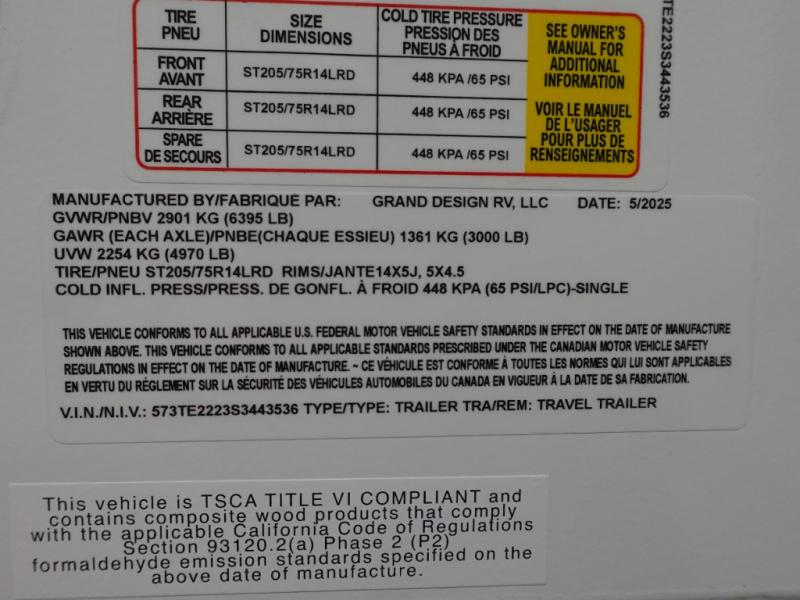 TIRE SIZE COLD TIRE PRESSURE
PNEU DIMENSIONS PRESSION DES
PNEUS À FROID
FRONT
AVANT ST205/75R14LRD 448 KPA /65 PSI
REAR
ARRIÈRE ST205/75R14LRD 448 KPA /65 PSI
SPARE
DE SECOURS ST205/75R14LRD 448 KPA /65 PSI
SEE OWNER'S
MANUAL FOR
ADDITIONAL
INFORMATION
VOIR LE MANUEL
DE L'USAGER
POUR PLUS DE
RENSEIGNEMENTS
TE2223S3443536
MANUFACTURED BY/FABRIQUÉ PAR: GRAND DESIGN RV, LLC DATE: 5/2025
GVWR/PNBV 2901 KG (6395 LB)
GAWR (EACH AXLE)/PNBE(CHAQUE ESSIEU) 1361 KG (3000 LB)
UVW 2254 KG (4970 LB)
TIRE/PNEU ST205/75R14LRD RIMS/JANTE14X5J, 5X4.5
COLD INFL. PRESS/PRESS. DE GONFL. À FROID 448 KPA (65 PSI/LPC)-SINGLE
THIS VEHICLE CONFORMS TO ALL APPLICABLE U.S. FEDERAL MOTOR VEHICLE SAFETY STANDARDS IN EFFECT ON THE DATE OF MANUFACTURE
SHOWN ABOVE. THIS VEHICLE CONFORMS TO ALL APPLICABLE STANDARDS PRESCRIBED UNDER THE CANADIAN MOTOR VEHICLE SAFETY
REGULATIONS IN EFFECT ON THE DATE OF MANUFACTURE. ~ CE VÉHICULE EST CONFORME À TOUTES LES NORMES QUI LUI SONT APPLICABLES
EN VERTU DU RÉGLEMENT SUR LA SÉCURITÉ DES VÉHICULES AUTOMOBILES DU CANADA EN VIGUEUR À LA DATE DE SA FABRICATION.
V.I.N./N.I.V.: 573TE2223S3443536 TYPE/TYPE: TRAILER TRA/REM: TRAVEL TRAILER
This vehicle is TSCA TITLE VI COMPLIANT and
contains composite wood products that comply
with the applicable California Code of Regulations
Section 93120.2(a) Phase 2 (P2)
formaldehyde emission standards specified on the
above date of manufacture.